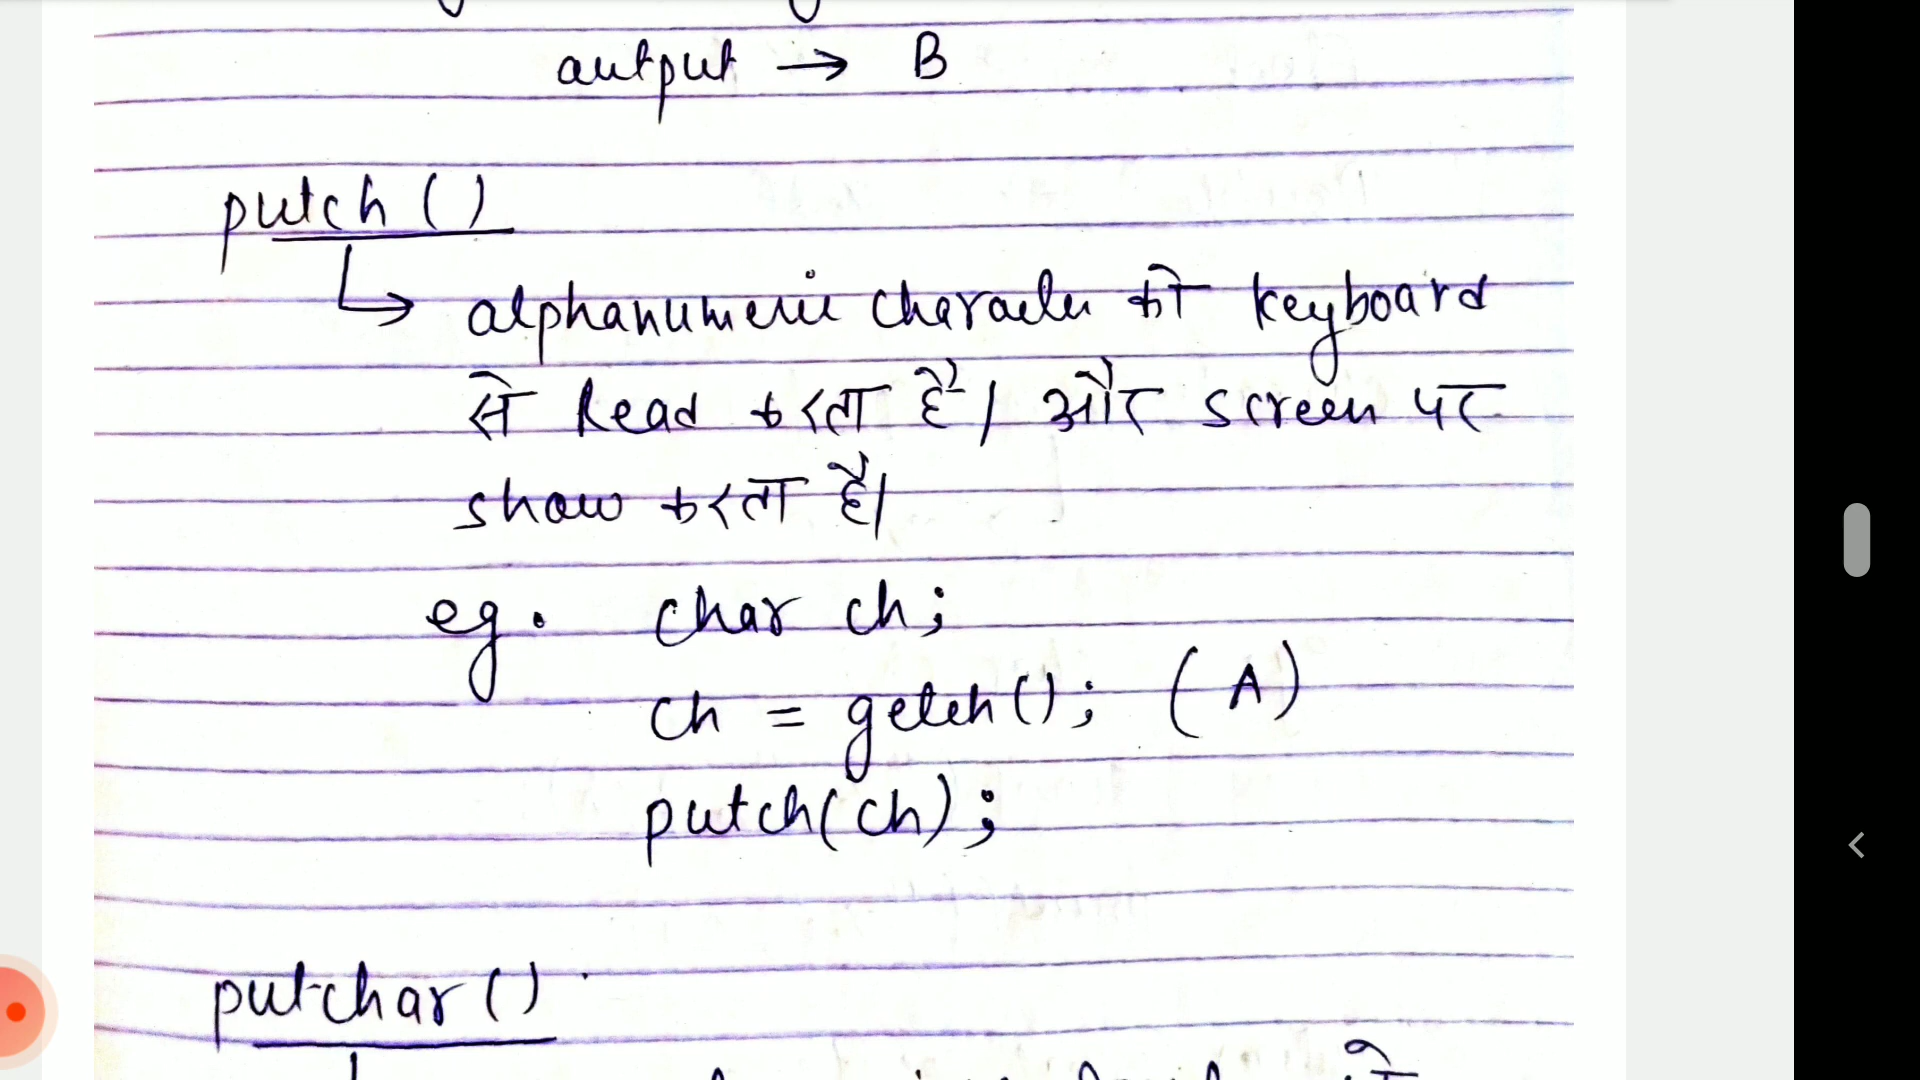 output → B
putch ()
↳ alphanumeric character को keyboard
से Read करता है। और screen पर
show करता है।
eg. char ch;
ch = getch(); (A)
putch(ch);
putchar ()